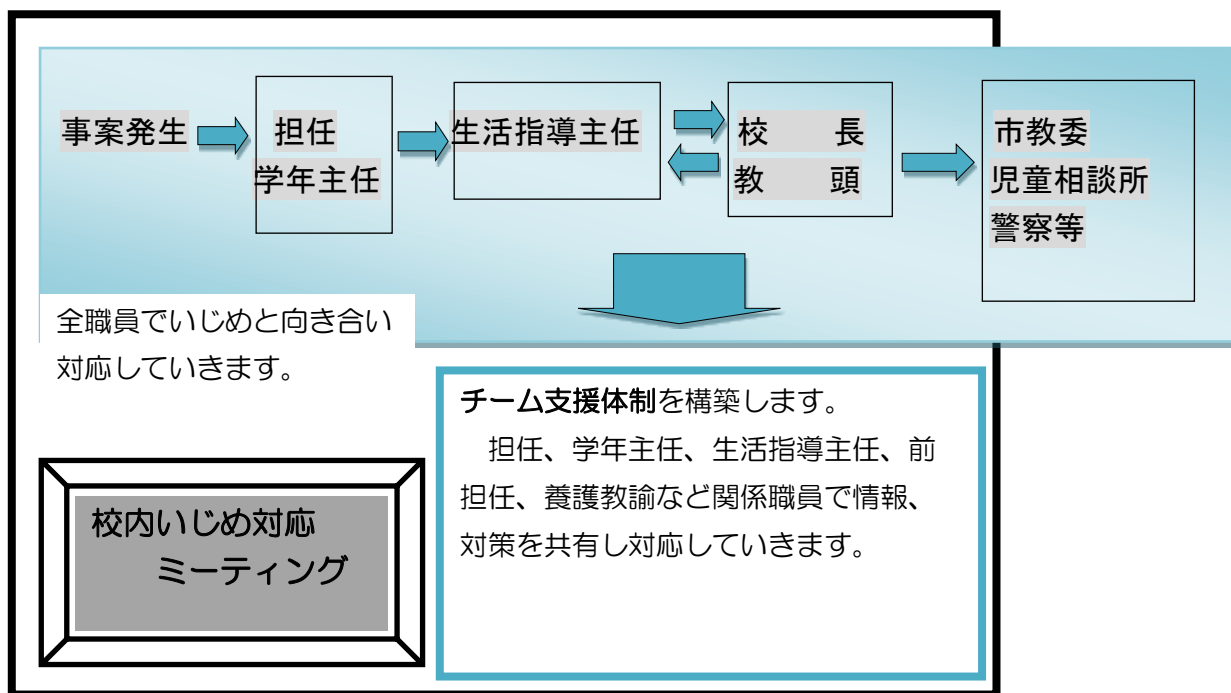 事案発生
担任
学年主任
生活指導主任
校　　長
教　　頭
市教委
児童相談所
警察等
全職員でいじめと向き合い
対応していきます。
チーム支援体制を構築します。
　担任、学年主任、生活指導主任、前
担任、養護教諭など関係職員で情報、
対策を共有し対応していきます。
校内いじめ対応
ミーティング